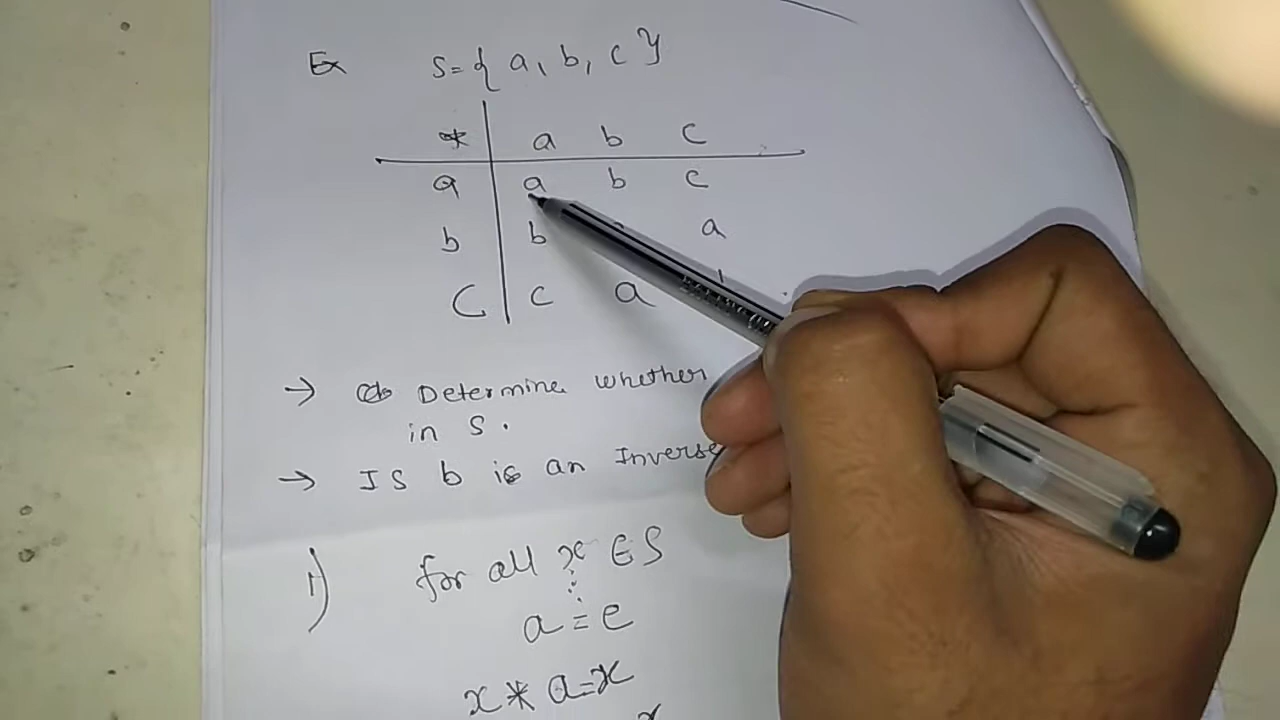 Ex S={ a, b, c }
* a b c
a a b c
b b a
C c a
→ Determine whether
in S.
→ IS b is an Inverse
1) for all x ∈ S
a = e
x * a = x